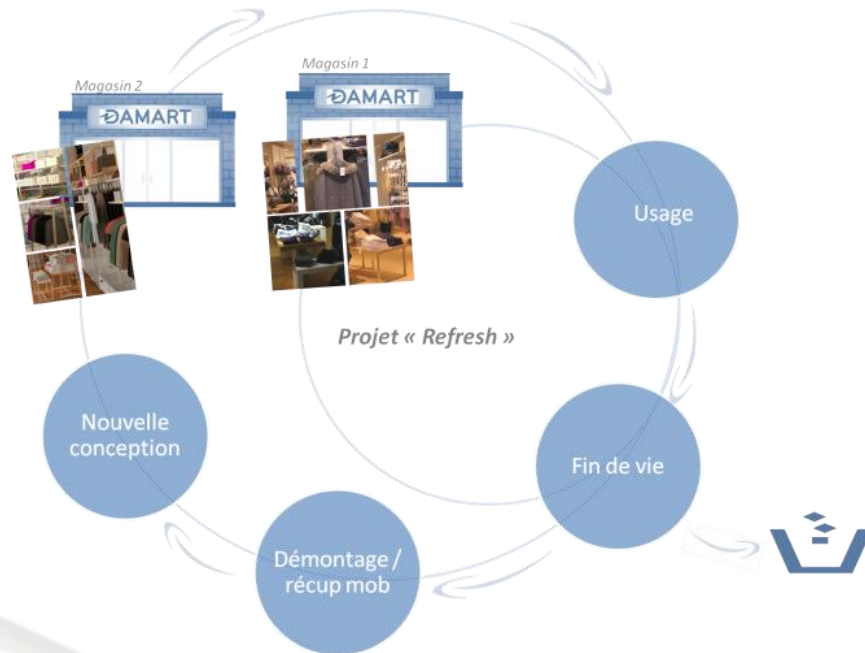 Magasin 2
Magasin 1
DAMART
DAMART
Usage
Projet « Refresh »
Nouvelle
conception
Fin de vie
Démontage /
récup mob